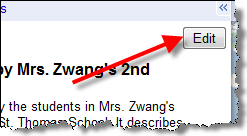 s «
Edit
by Mrs. Zwang's 2nd
y the students in Mrs. Zwang's
St. Thomas School. It describes